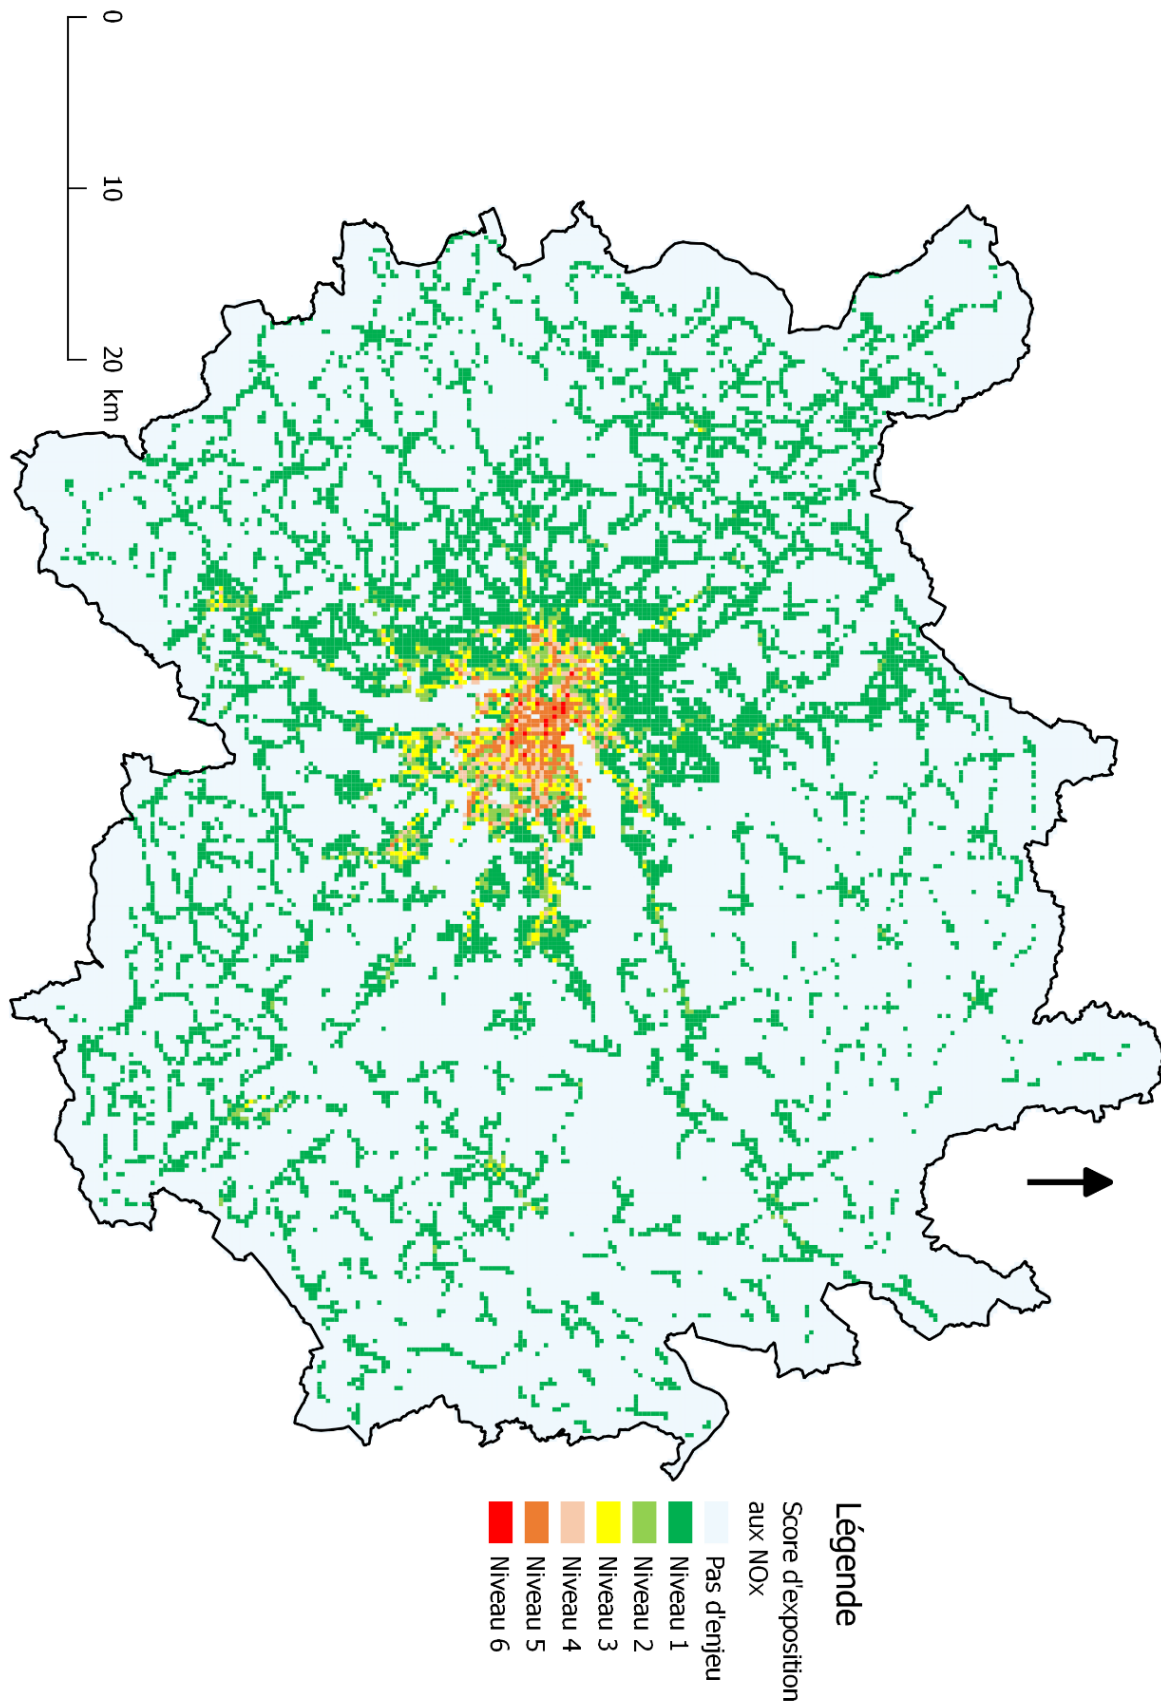 Légende
Score d'exposition
aux NOx
Pas d'enjeu
Niveau 1
Niveau 2
Niveau 3
Niveau 4
Niveau 5
Niveau 6
0 10 20 km